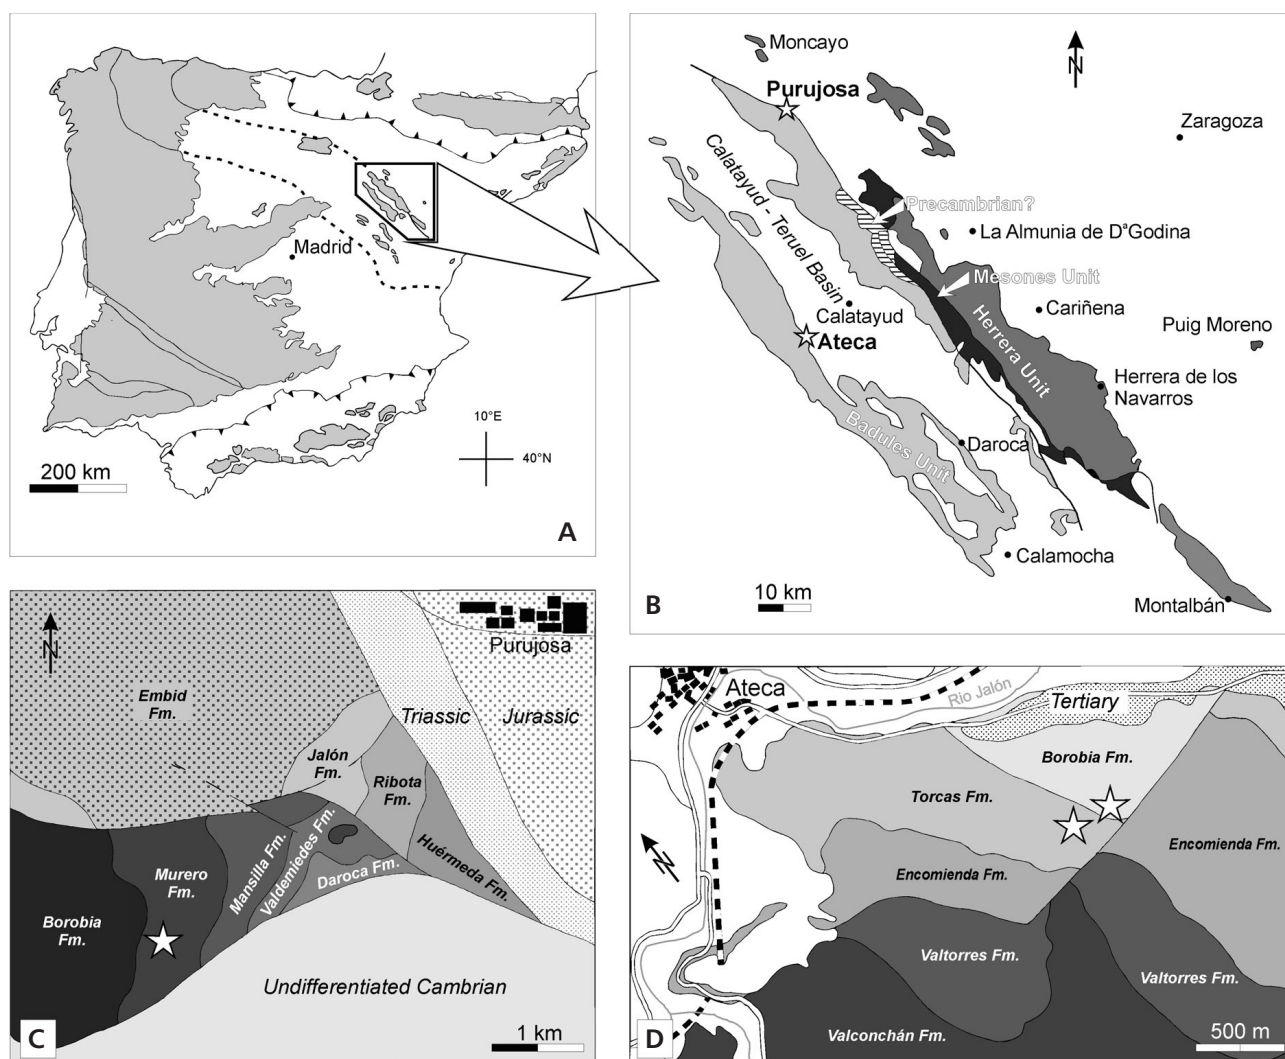 Madrid
200 km
10°E
40°N
A
Moncayo
N
Purujosa
Zaragoza
Calatayud - Teruel Basin
Precambrian?
La Almunia de DªGodina
Mesones Unit
Calatayud
Cariñena
Ateca
Herrera Unit
Puig Moreno
Herrera de los
Navarros
Badules Unit
Daroca
Calamocha
B
10 km
Montalbán
N
Purujosa
Embid
Fm.
Triassic
Jurassic
Jalón
Fm.
Ribota
Fm.
Mansilla Fm.
Valdemiedes Fm.
Murero
Fm.
Daroca Fm.
Huérmeda Fm.
Borobia
Fm.
Undifferentiated Cambrian
C
1 km
Ateca
Rio Jalón
Tertiary
Borobia Fm.
Torcas Fm.
N
Encomienda Fm.
Encomienda Fm.
Valtorres Fm.
Valtorres Fm.
D
Valconchán Fm.
500 m